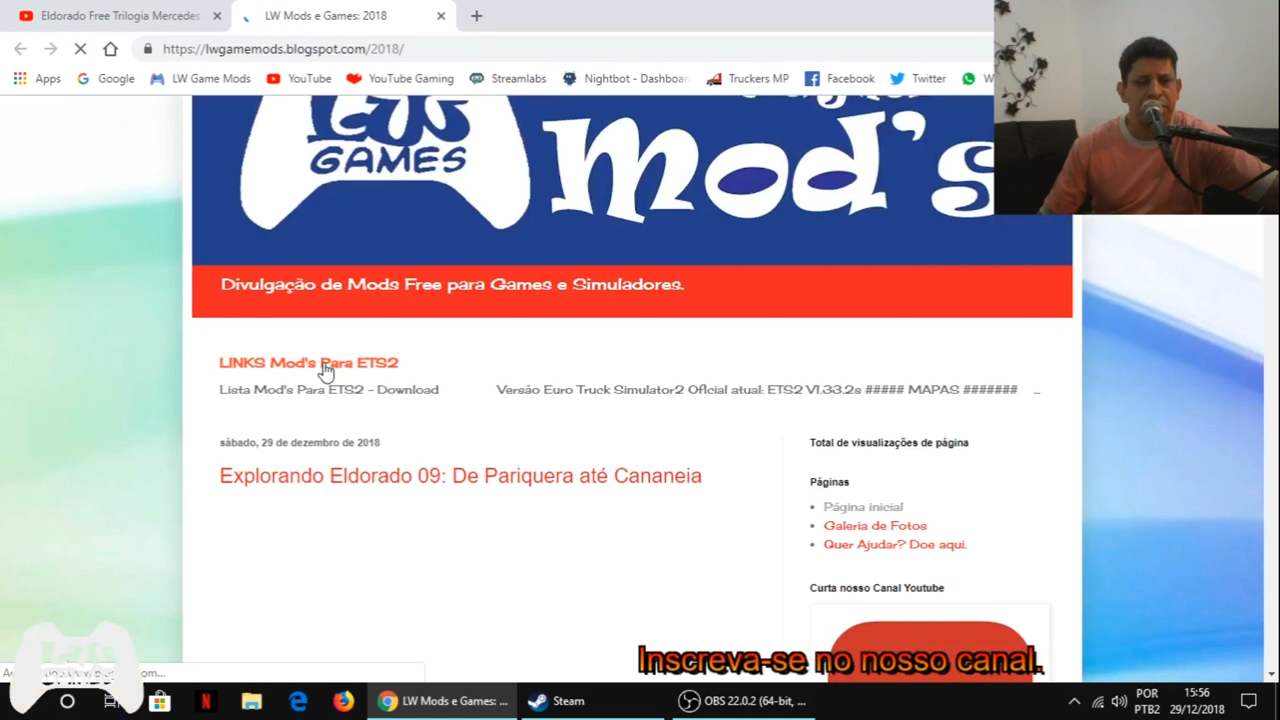 Eldorado Free Trilogia Mercedes
LW Mods e Games: 2018
https://lwgamemods.blogspot.com/2018/
Apps
Google
LW Game Mods
YouTube
YouTube Gaming
Streamlabs
Nightbot - Dashboar
Truckers MP
Facebook
Twitter
W
GAMES
Mod's
Divulgação de Mods Free para Games e Simuladores.
LINKS Mod's Para ETS2
Lista Mod's Para ETS2 - Download
Versão Euro Truck Simulator2 Oficial atual: ETS2 V1.33.2s ##### MAPAS ####### ...
sábado, 29 de dezembro de 2018
Explorando Eldorado 09: De Pariquera até Cananeia
Total de visualizações de página
Páginas
Página inicial
Galeria de Fotos
Quer Ajudar? Doe aqui.
Curta nosso Canal Youtube
Inscreva-se no nosso canal.
GAMES
LW Mods e Games: ...
Steam
OBS 22.0.2 (64-bit, ...
POR
PTB2
15:56
29/12/2018